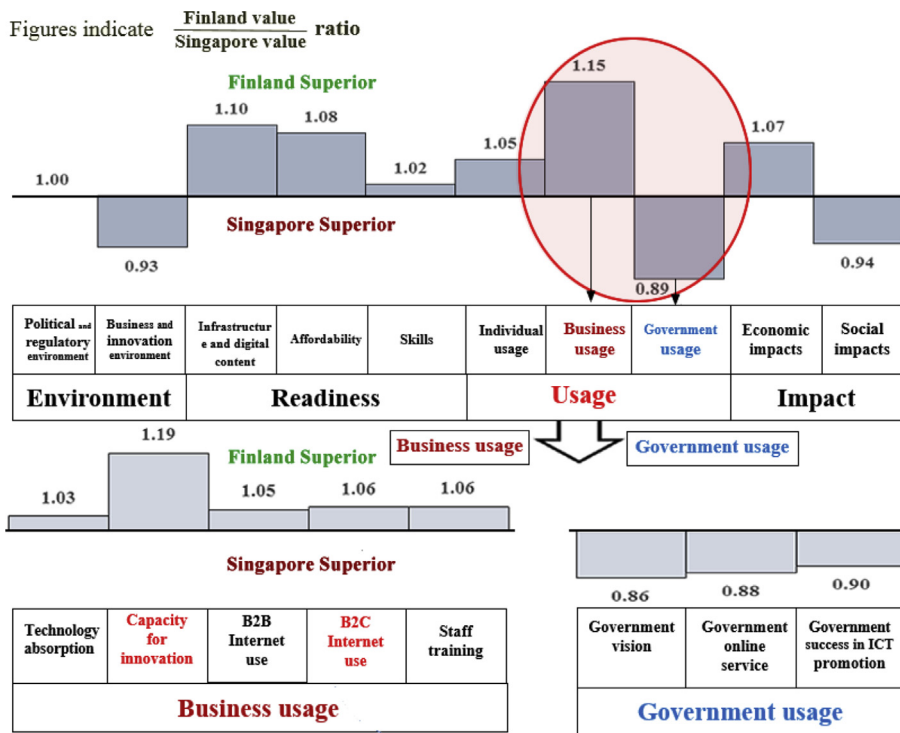 Figures indicate Finland value / Singapore value ratio
Finland Superior
1.00
0.93
1.10
1.08
1.02
1.05
1.15
0.89
1.07
0.94
Singapore Superior
Political and
regulatory
environment
Business and
innovation
environment
Infrastructur
e and digital
content
Affordability
Skills
Individual
usage
Business
usage
Government
usage
Economic
impacts
Social
impacts
Environment
Readiness
Usage
Impact
Business usage
Government usage
Finland Superior
1.03
1.19
1.05
1.06
1.06
Singapore Superior
Technology
absorption
Capacity
for
innovation
B2B
Internet
use
B2C
Internet
use
Staff
training
Business usage
0.86
0.88
0.90
Government
vision
Government
online
service
Government
success in ICT
promotion
Government usage